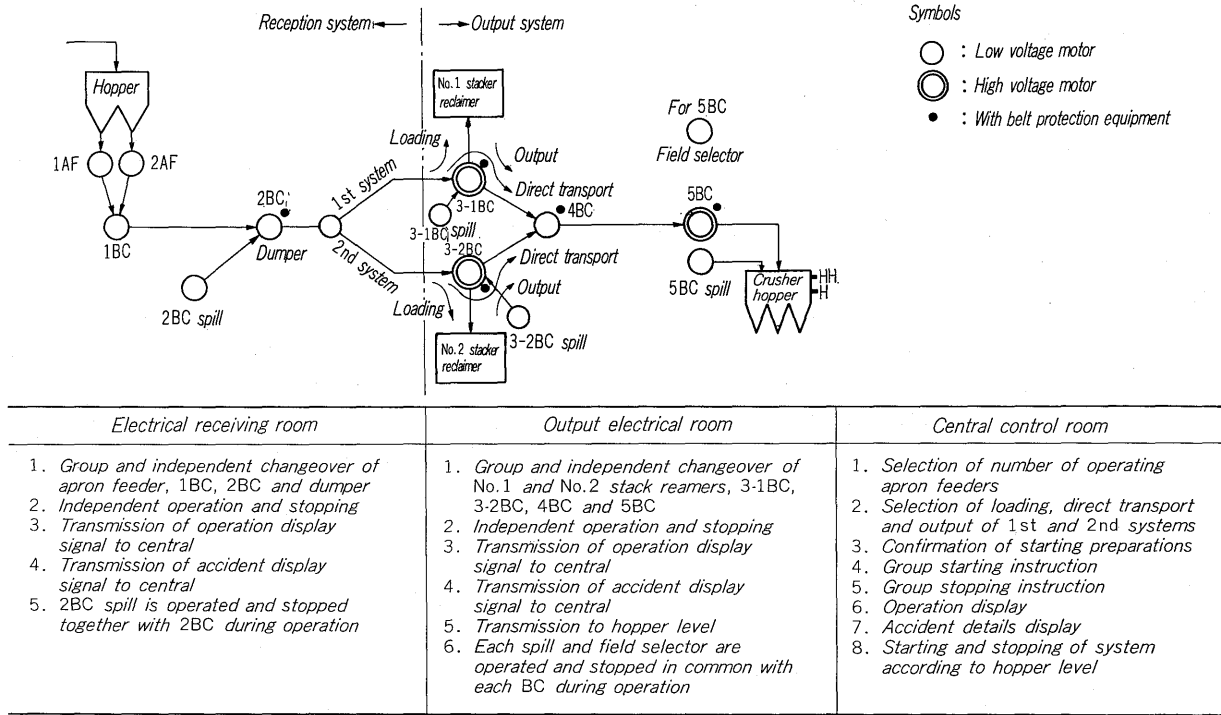 Reception system
Output system
Symbols
: Low voltage motor
: High voltage motor
: With belt protection equipment
Hopper
1AF
2AF
1BC
2BC
Dumper
2BC spill
1st system
2nd system
No.1 stacker
reclaimer
Loading
Output
Direct transport
3-1BC
3-1BC spill
3-2BC
4BC
Direct transport
Output
Loading
3-2BC spill
No.2 stacker
reclaimer
For 5BC
Field selector
5BC
5BC spill
Crusher
hopper
HH
H
Electrical receiving room
1. Group and independent changeover of
apron feeder, 1BC, 2BC and dumper
2. Independent operation and stopping
3. Transmission of operation display
signal to central
4. Transmission of accident display
signal to central
5. 2BC spill is operated and stopped
together with 2BC during operation
Output electrical room
1. Group and independent changeover of
No.1 and No.2 stack reamers, 3-1BC,
3-2BC, 4BC and 5BC
2. Independent operation and stopping
3. Transmission of operation display
signal to central
4. Transmission of accident display
signal to central
5. Transmission to hopper level
6. Each spill and field selector are
operated and stopped in common with
each BC during operation
Central control room
1. Selection of number of operating
apron feeders
2. Selection of loading, direct transport
and output of 1st and 2nd systems
3. Confirmation of starting preparations
4. Group starting instruction
5. Group stopping instruction
6. Operation display
7. Accident details display
8. Starting and stopping of system
according to hopper level